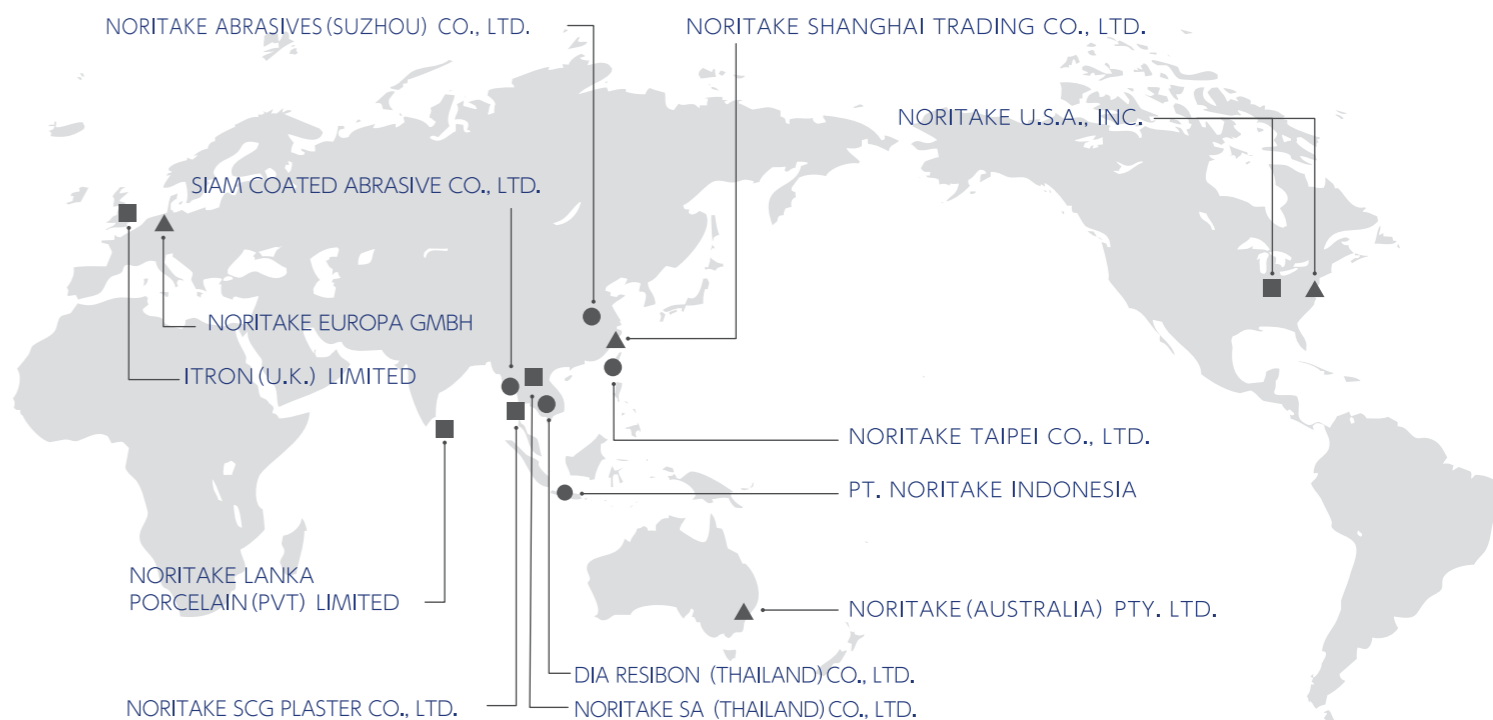 NORITAKE ABRASIVES (SUZHOU) CO., LTD.
NORITAKE SHANGHAI TRADING CO., LTD.
NORITAKE U.S.A., INC.
SIAM COATED ABRASIVE CO., LTD.
NORITAKE EUROPA GMBH
ITRON (U.K.) LIMITED
NORITAKE TAIPEI CO., LTD.
PT. NORITAKE INDONESIA
NORITAKE LANKA
PORCELAIN (PVT) LIMITED
NORITAKE (AUSTRALIA) PTY. LTD.
DIA RESIBON (THAILAND) CO., LTD.
NORITAKE SCG PLASTER CO., LTD.
NORITAKE SA (THAILAND) CO., LTD.